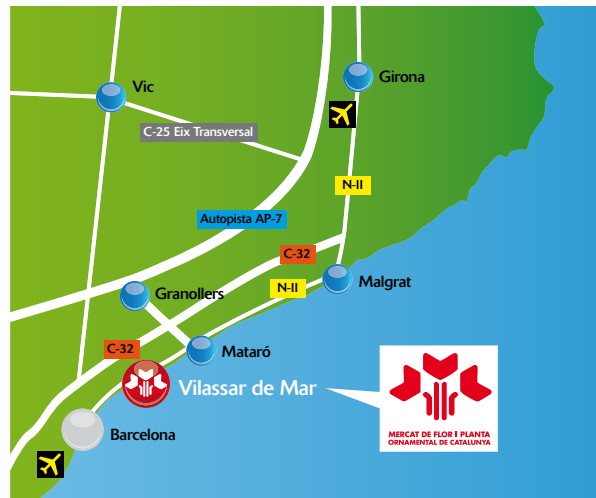 Vic
Girona
C-25 Eix Transversal
N-II
Autopista AP-7
C-32
Malgrat
N-II
Granollers
C-32
Mataró
Vilassar de Mar
Barcelona
MERCAT DE FLOR I PLANTA
ORNAMENTAL DE CATALUNYA